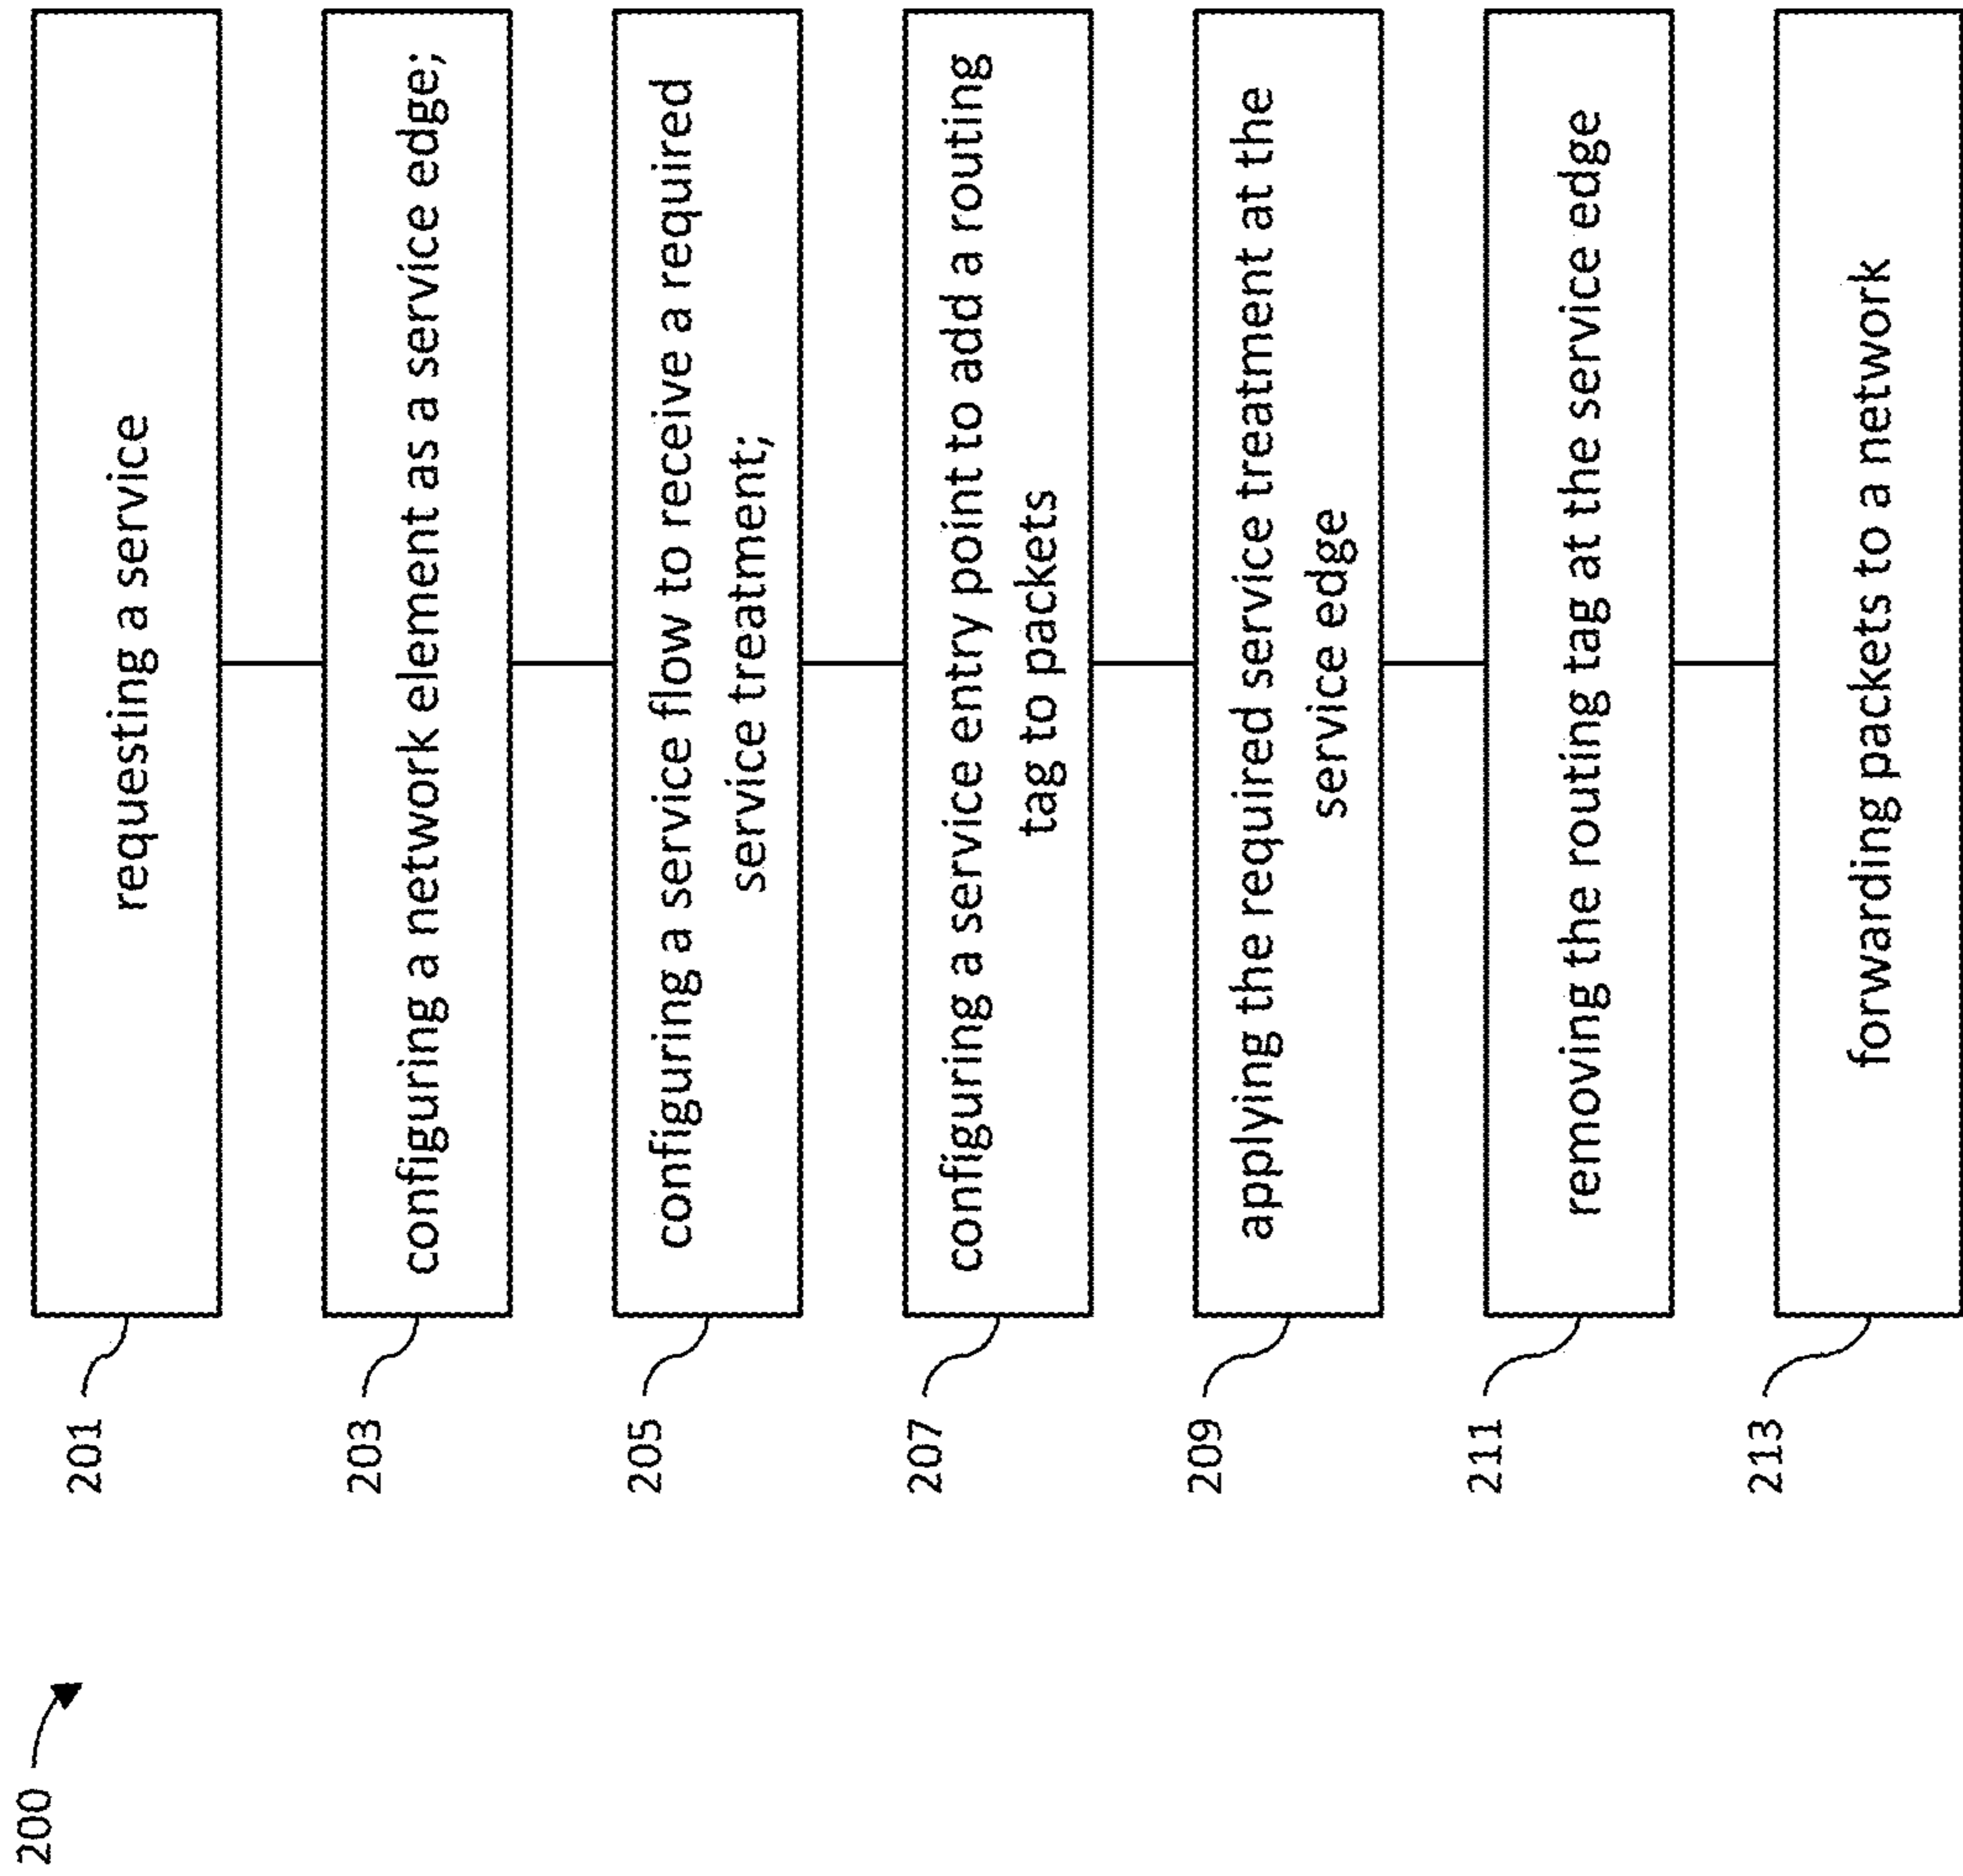 200
201
requesting a service
203
configuring a network element as a service edge;
205
configuring a service flow to receive a required
service treatment;
207
configuring a service entry point to add a routing
tag to packets
209
applying the required service treatment at the
service edge
211
removing the routing tag at the service edge
213
forwarding packets to a network